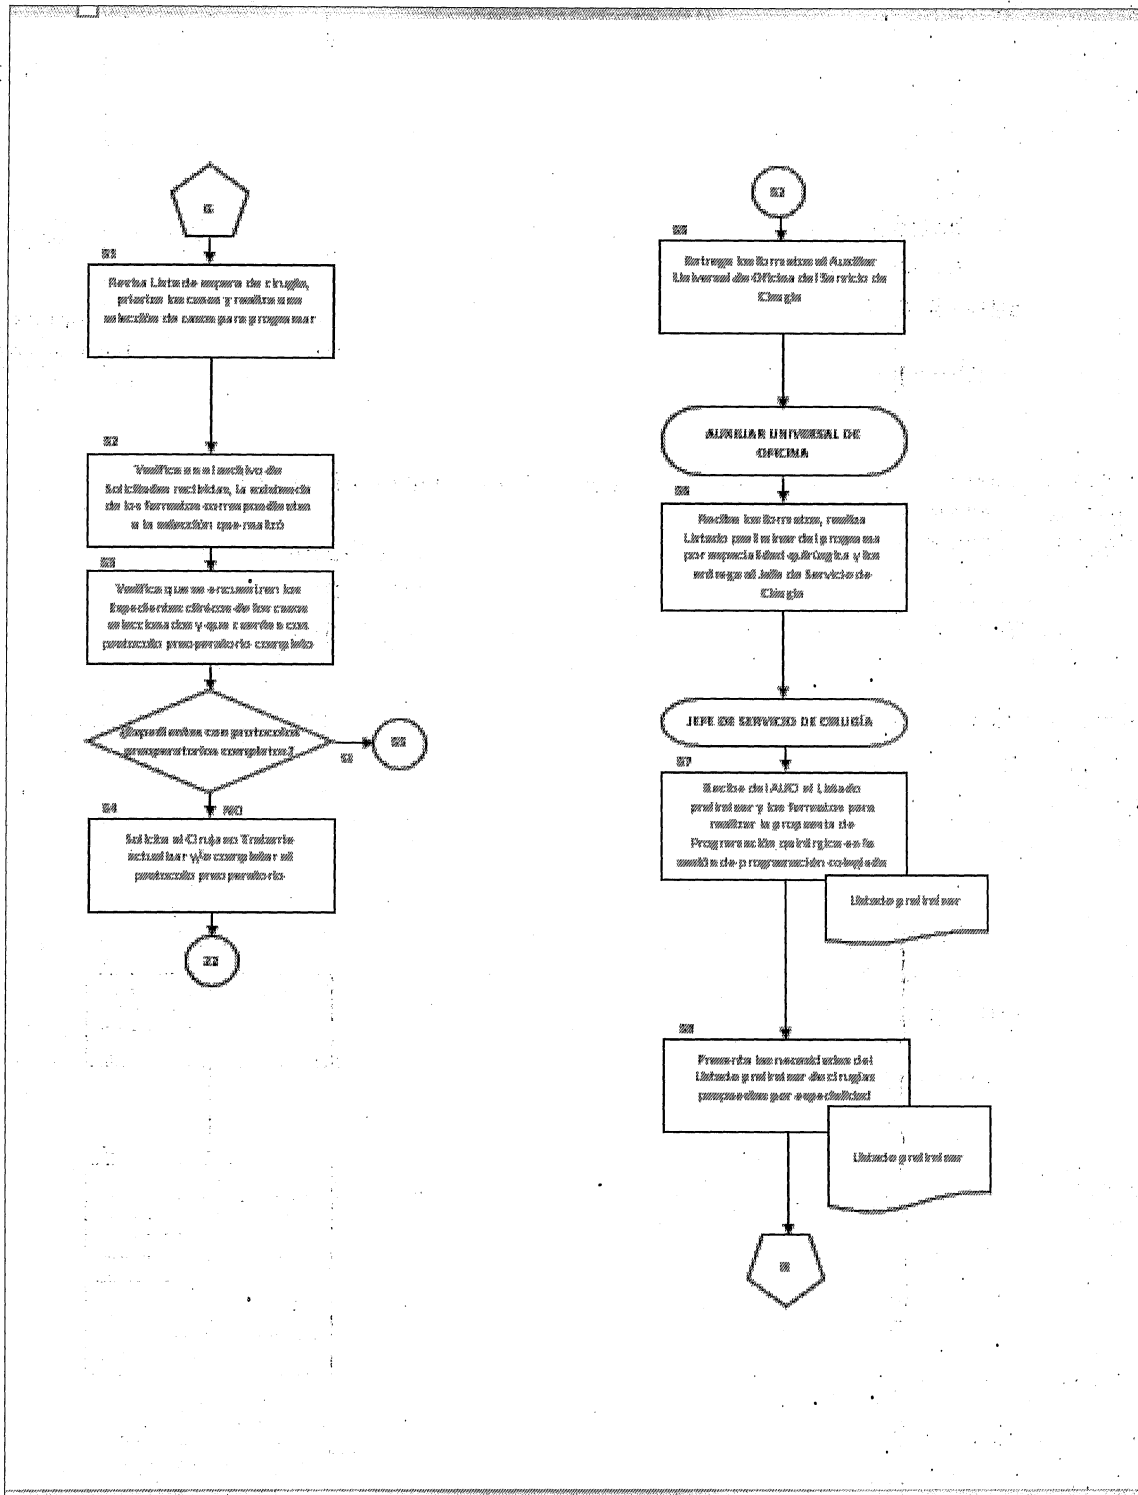 Revisa Lista de espera de cirugía,
prioriza los casos y realiza una
selección de casos para programar
Verifica en el archivo de
Solicitudes recibidas, la existencia
de los formatos correspondientes
a la selección que realizó
Verifica que se encuentren los
Expedientes clínicos de los casos
seleccionados y que cuente con
protocolo preoperatorio completo
¿Expedientes con protocolos
preoperatorios completos?
NO
Solicita al Cirujano Tratante
actualizar y/o completar el
protocolo preoperatorio
Entrega los formatos al Auxiliar
Universal de Oficina del Servicio de
Cirugía
AUXILIAR UNIVERSAL DE
OFICINA
Recibe los formatos, realiza
Listado preliminar del programa
por especialidad quirúrgica y los
entrega al Jefe de Servicio de
Cirugía
JEFE DE SERVICIO DE CIRUGÍA
Recibe del AUO el Listado
preliminar y los formatos para
realizar la propuesta de
Programación quirúrgica en la
sesión de programación colegiada
Listado preliminar
Presenta las necesidades del
Listado preliminar de cirugías
propuestas por especialidad
Listado preliminar